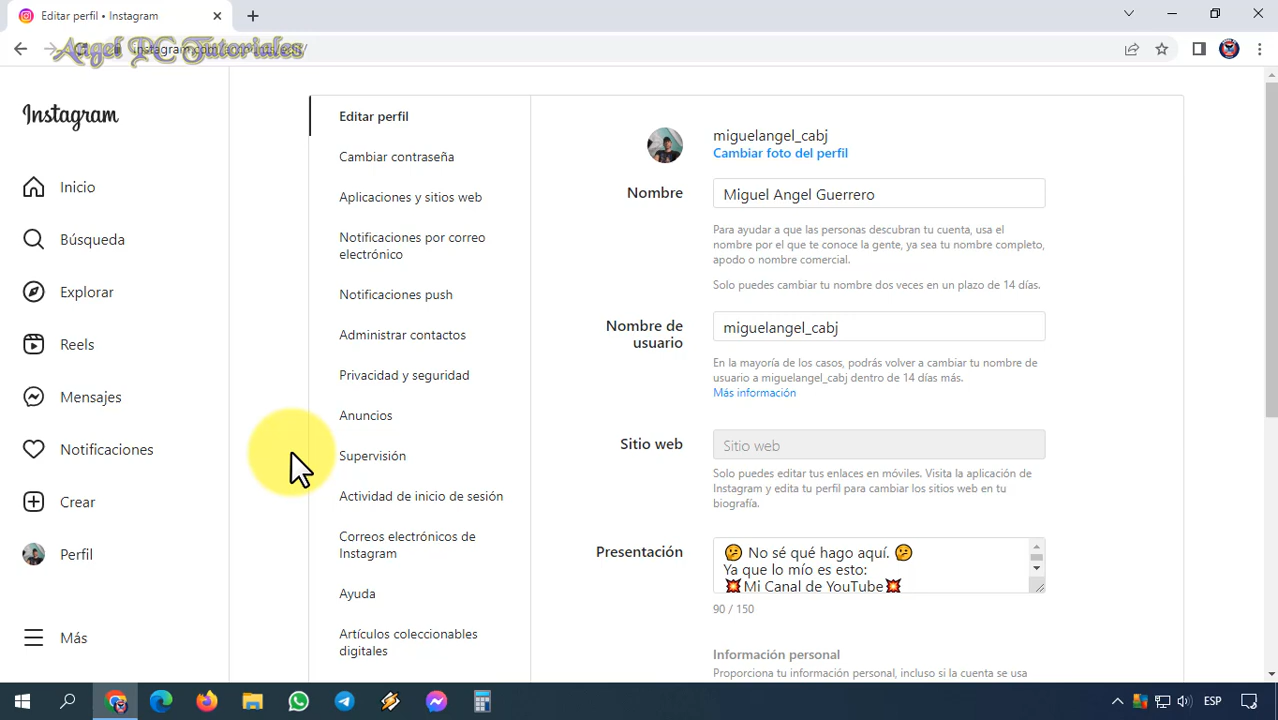 Editar perfil • Instagram
Angel PC Tutoriales
Instagram
Inicio
Búsqueda
Explorar
Reels
Mensajes
Notificaciones
Crear
Perfil
Más
Editar perfil
Cambiar contraseña
Aplicaciones y sitios web
Notificaciones por correo
electrónico
Notificaciones push
Administrar contactos
Privacidad y seguridad
Anuncios
Supervisión
Actividad de inicio de sesión
Correos electrónicos de
Instagram
Ayuda
Artículos coleccionables
digitales
miguelangel_cabj
Cambiar foto del perfil
Nombre
Miguel Angel Guerrero
Para ayudar a que las personas descubran tu cuenta, usa el
nombre por el que te conoce la gente, ya sea tu nombre completo,
apodo o nombre comercial.
Solo puedes cambiar tu nombre dos veces en un plazo de 14 días.
Nombre de
usuario
miguelangel_cabj
En la mayoría de los casos, podrás volver a cambiar tu nombre de
usuario a miguelangel_cabj dentro de 14 días más.
Más información
Sitio web
Sitio web
Solo puedes editar tus enlaces en móviles. Visita la aplicación de
Instagram y edita tu perfil para cambiar los sitios web en tu
biografía.
Presentación
🤔 No sé qué hago aquí. 🤔
Ya que lo mío es esto:
💥Mi Canal de YouTube💥
90 / 150
Información personal
Proporciona tu información personal, incluso si la cuenta se usa
ESP